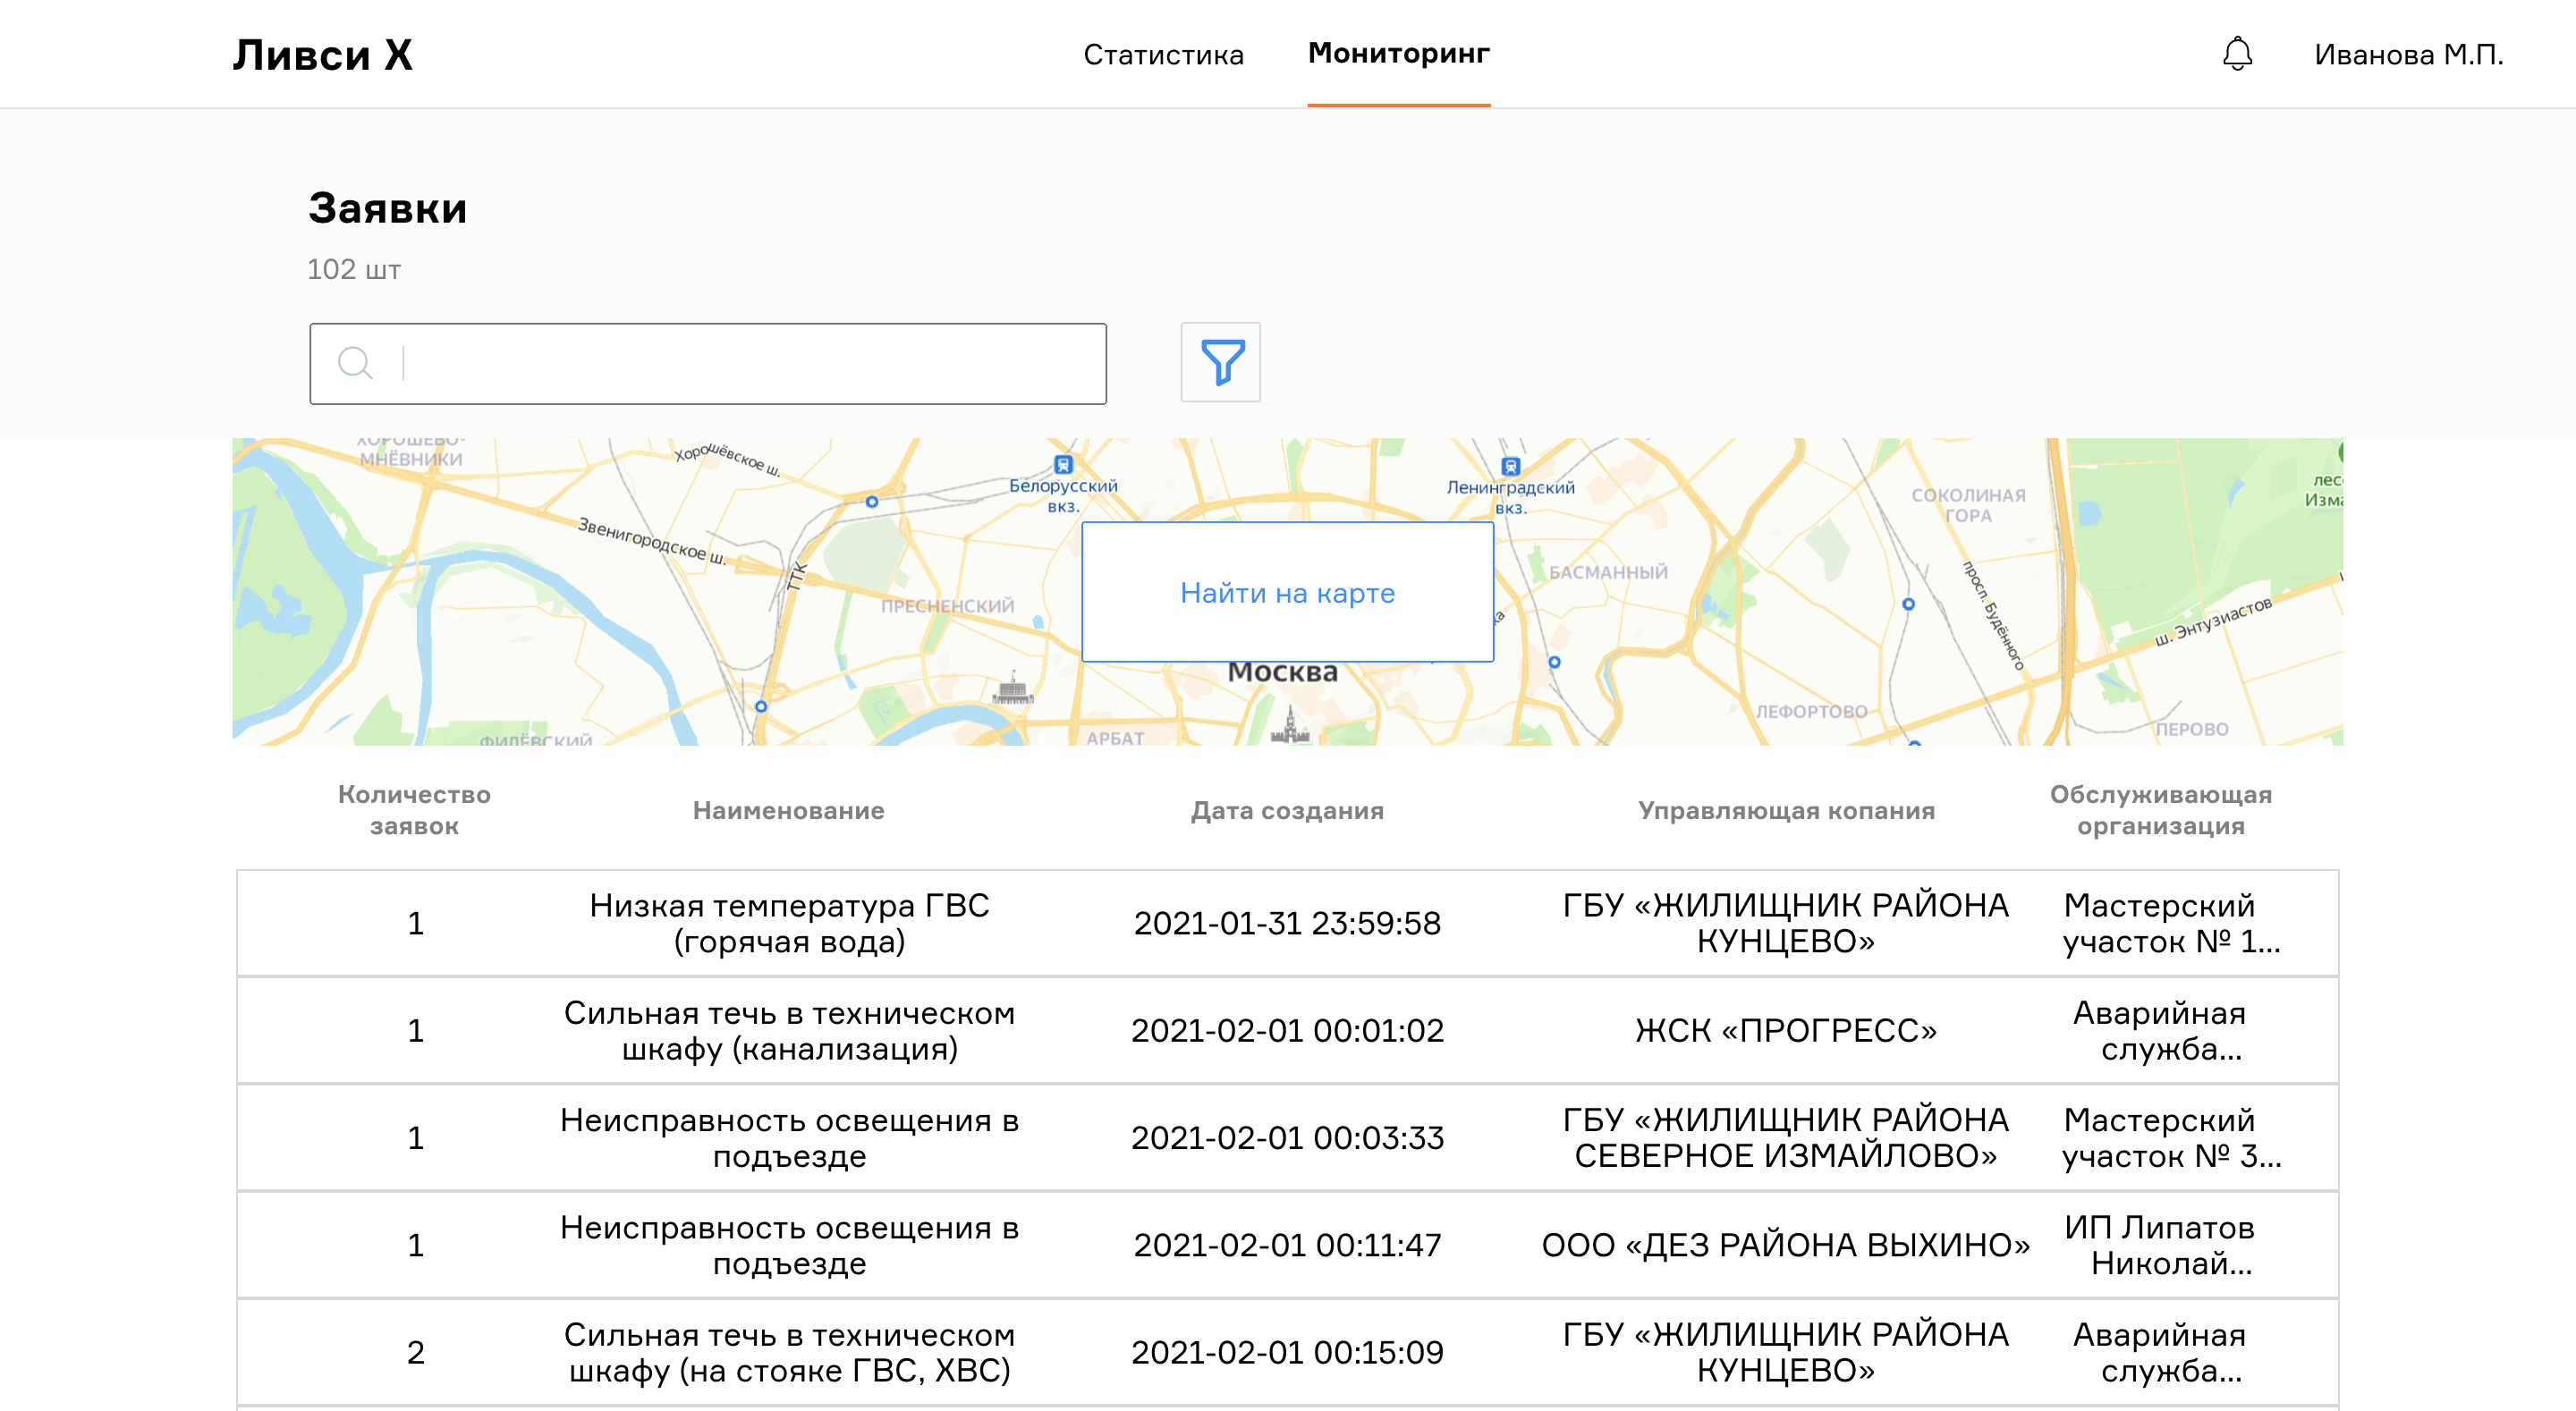 Ливси Х
Статистика
Мониторинг
Иванова М.П.
Заявки
102 шт
МНЁВНИКИ
Хорошёвское ш.
Звенигородское ш.
ТТК
Белорусский
вкз.
Ленинградский
вкз.
СОКОЛИНАЯ
ГОРА
ПРЕСНЕНСКИЙ
БАСМАННЫЙ
Найти на карте
Москва
просп. Будённого
ш. Энтузиастов
ЛЕФОРТОВО
ПЕРОВО
АРБАТ
ФИЛЁВСКИЙ
Количество
заявок
Наименование
Дата создания
Управляющая копания
Обслуживающая
организация
1
Низкая температура ГВС
(горячая вода)
2021-01-31 23:59:58
ГБУ «ЖИЛИЩНИК РАЙОНА
КУНЦЕВО»
Мастерский
участок № 1...
1
Сильная течь в техническом
шкафу (канализация)
2021-02-01 00:01:02
ЖСК «ПРОГРЕСС»
Аварийная
служба...
1
Неисправность освещения в
подъезде
2021-02-01 00:03:33
ГБУ «ЖИЛИЩНИК РАЙОНА
СЕВЕРНОЕ ИЗМАЙЛОВО»
Мастерский
участок № 3...
1
Неисправность освещения в
подъезде
2021-02-01 00:11:47
ООО «ДЕЗ РАЙОНА ВЫХИНО»
ИП Липатов
Николай...
2
Сильная течь в техническом
шкафу (на стояке ГВС, ХВС)
2021-02-01 00:15:09
ГБУ «ЖИЛИЩНИК РАЙОНА
КУНЦЕВО»
Аварийная
служба...